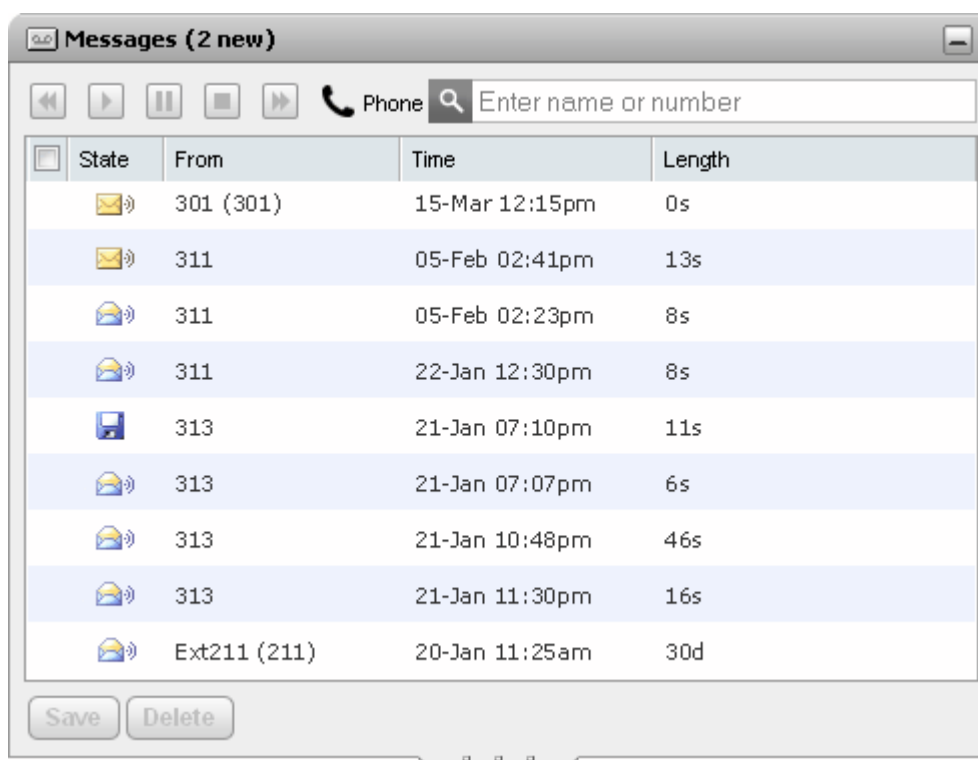 Messages (2 new)
Phone Enter name or number
State From Time Length
301 (301) 15-Mar 12:15pm 0s
311 05-Feb 02:41pm 13s
311 05-Feb 02:23pm 8s
311 22-Jan 12:30pm 8s
313 21-Jan 07:10pm 11s
313 21-Jan 07:07pm 6s
313 21-Jan 10:48pm 46s
313 21-Jan 11:30pm 16s
Ext211 (211) 20-Jan 11:25am 30d
Save Delete